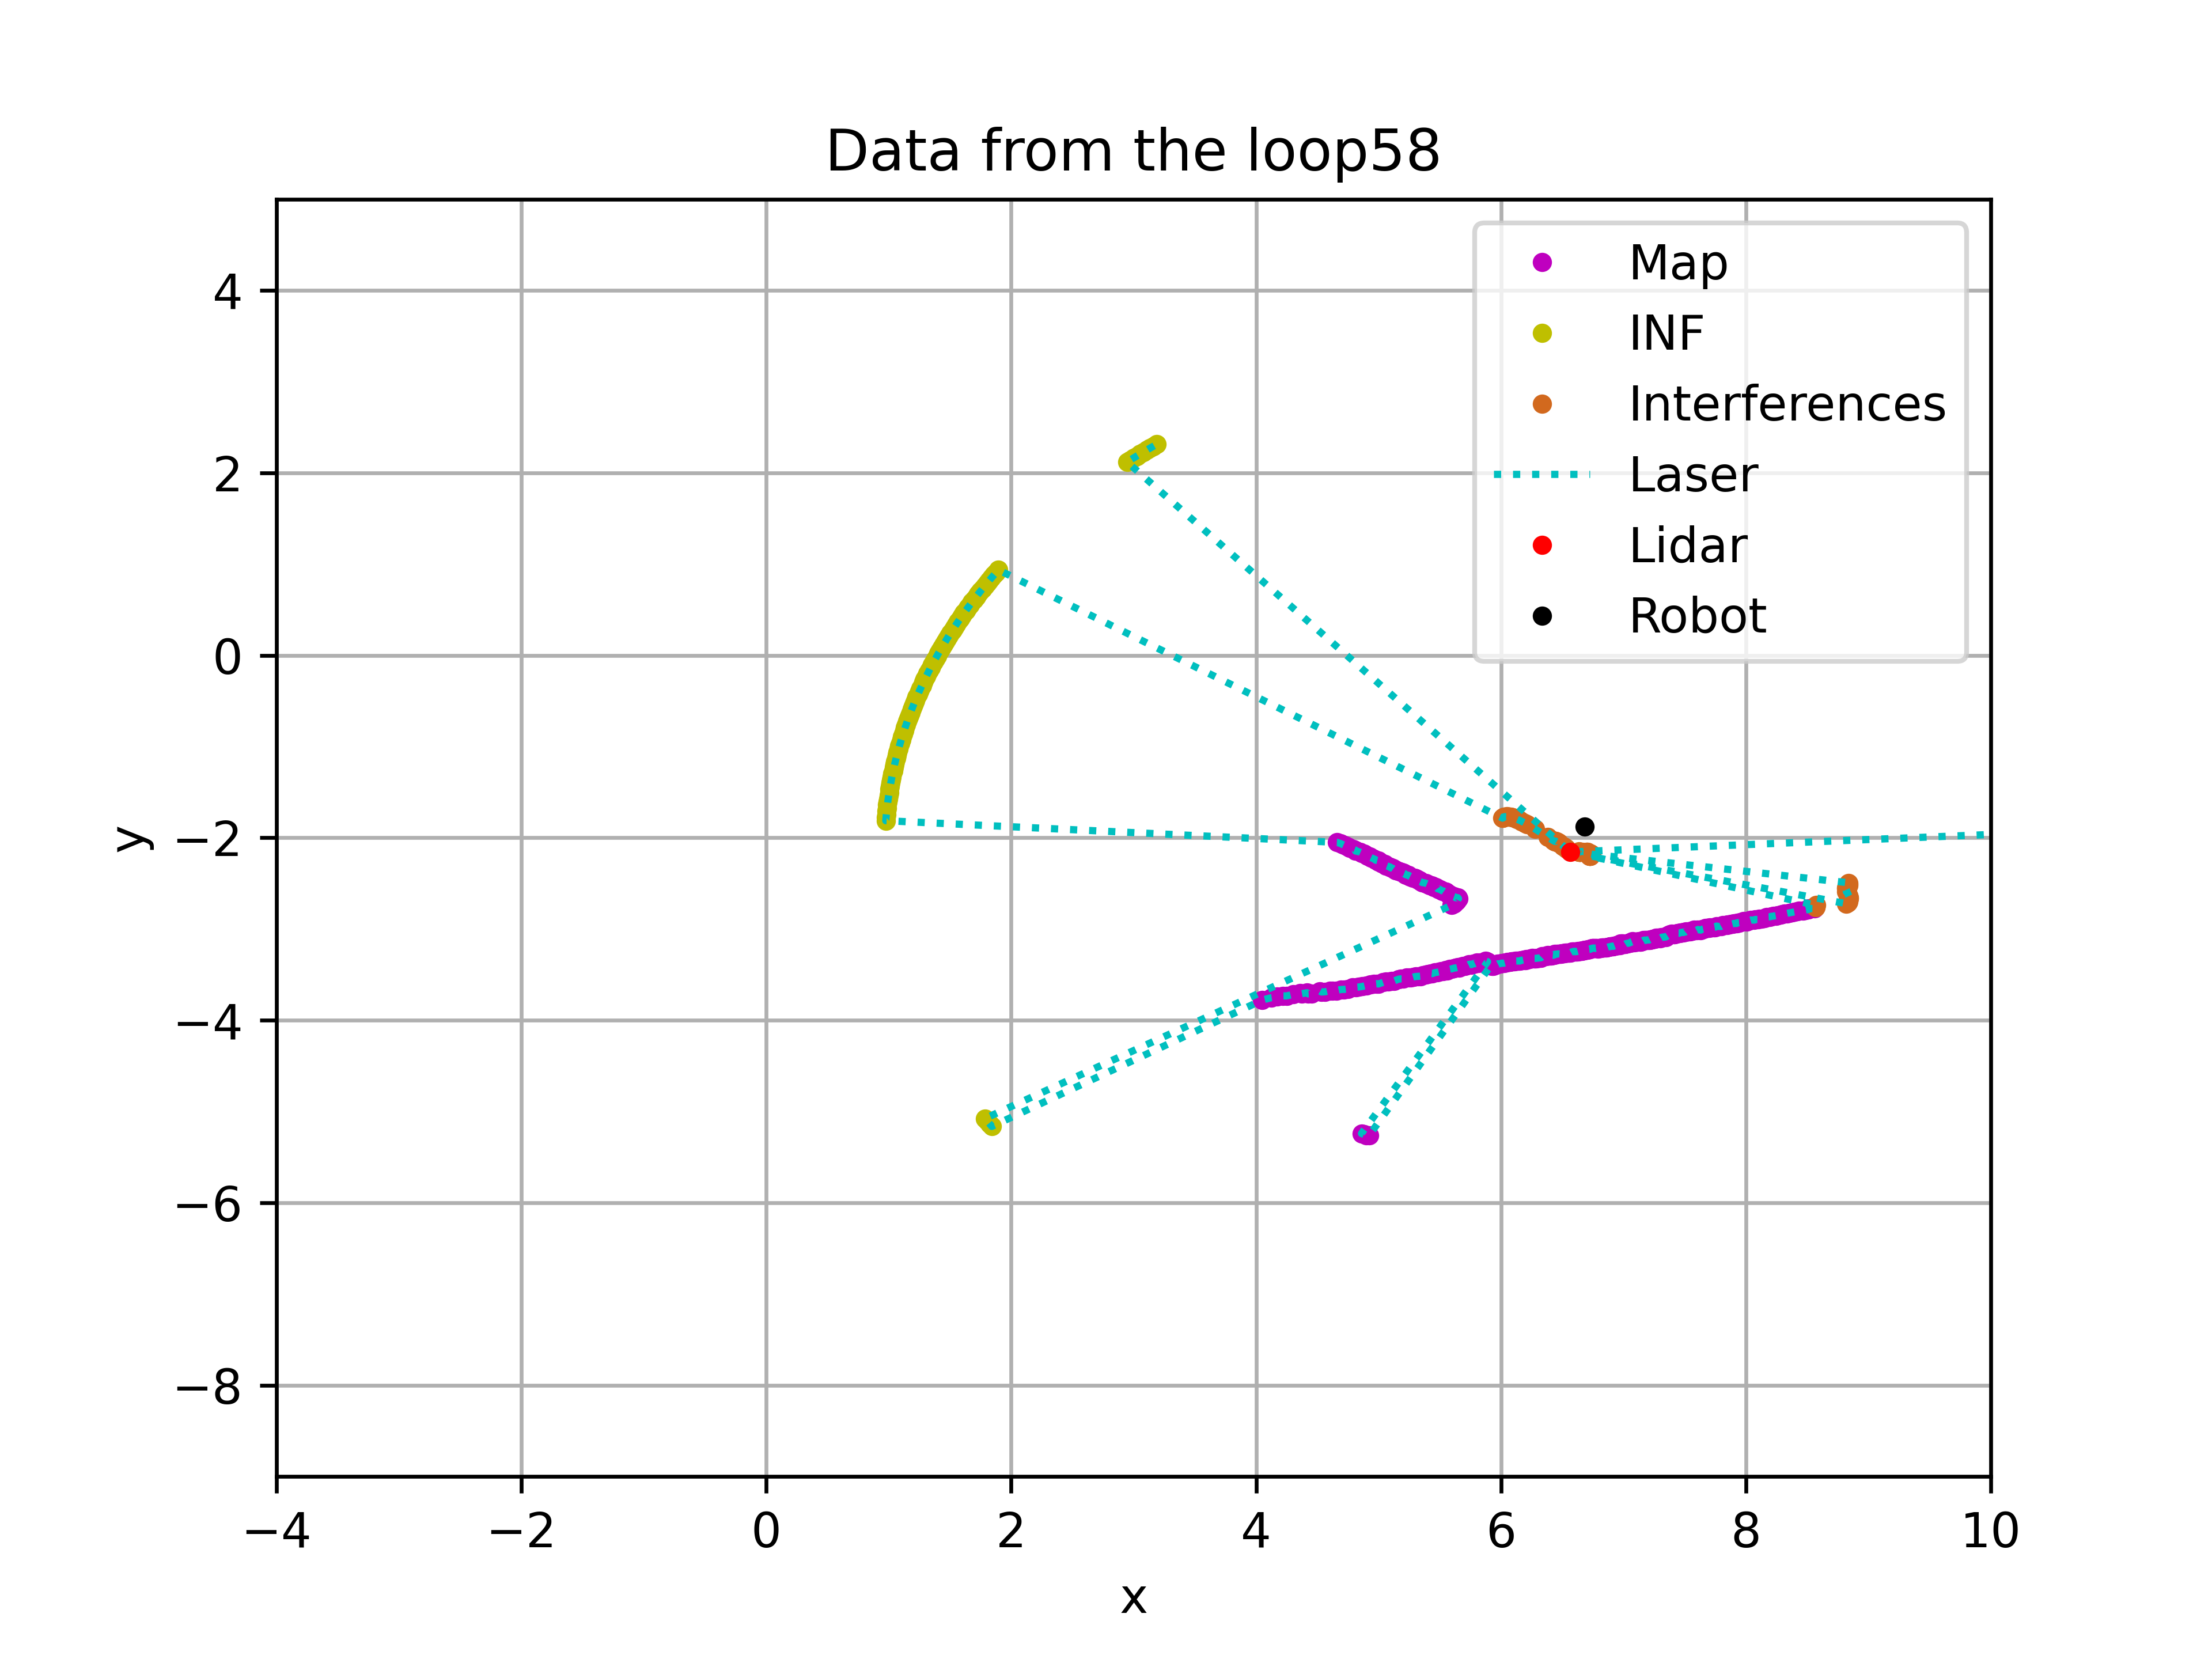 Data from the loop58
Map
INF
Interferences
Laser
Lidar
Robot
4
2
0
−2
−4
−6
−8
y
−4 −2 0 2 4 6 8 10
x